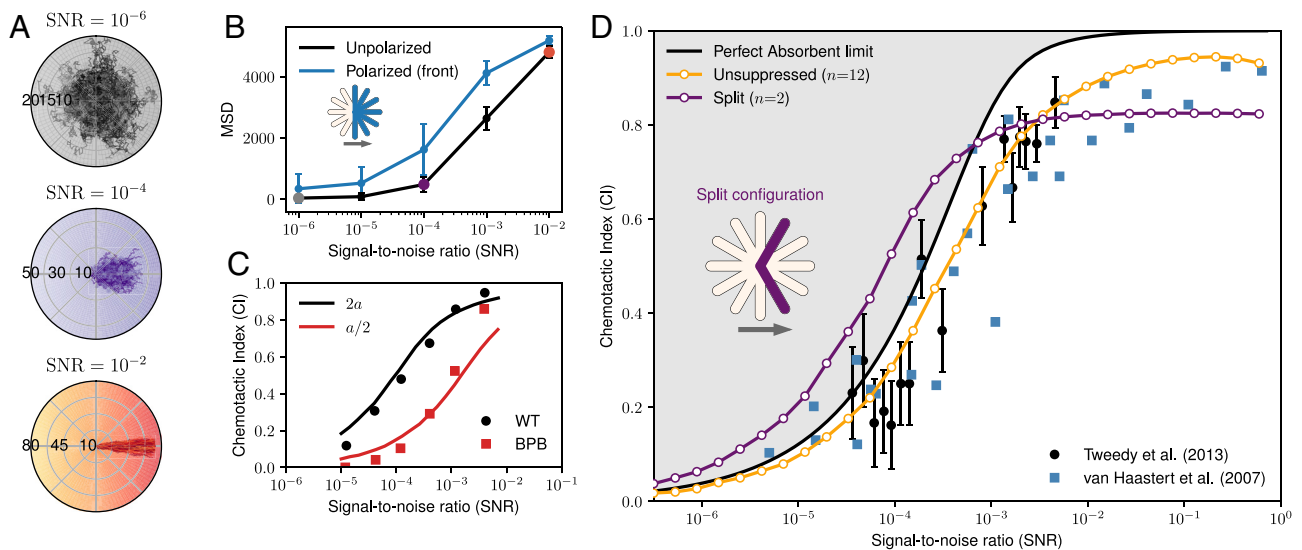 A
SNR = 10⁻⁶
20 15 10
SNR = 10⁻⁴
50 30 10
SNR = 10⁻²
80 45 10
B
Unpolarized
Polarized (front)
MSD
4000
2000
0
10⁻⁶ 10⁻⁵ 10⁻⁴ 10⁻³ 10⁻²
Signal-to-noise ratio (SNR)
C
2a
a/2
WT
BPB
Chemotactic Index (CI)
1.0
0.8
0.6
0.4
0.2
0.0
10⁻⁶ 10⁻⁵ 10⁻⁴ 10⁻³ 10⁻² 10⁻¹
Signal-to-noise ratio (SNR)
D
Perfect Absorbent limit
Unsuppressed (n=12)
Split (n=2)
Split configuration
Tweedy et al. (2013)
van Haastert et al. (2007)
Chemotactic Index (CI)
1.0
0.8
0.6
0.4
0.2
0.0
10⁻⁶ 10⁻⁵ 10⁻⁴ 10⁻³ 10⁻² 10⁻¹ 10⁰
Signal-to-noise ratio (SNR)